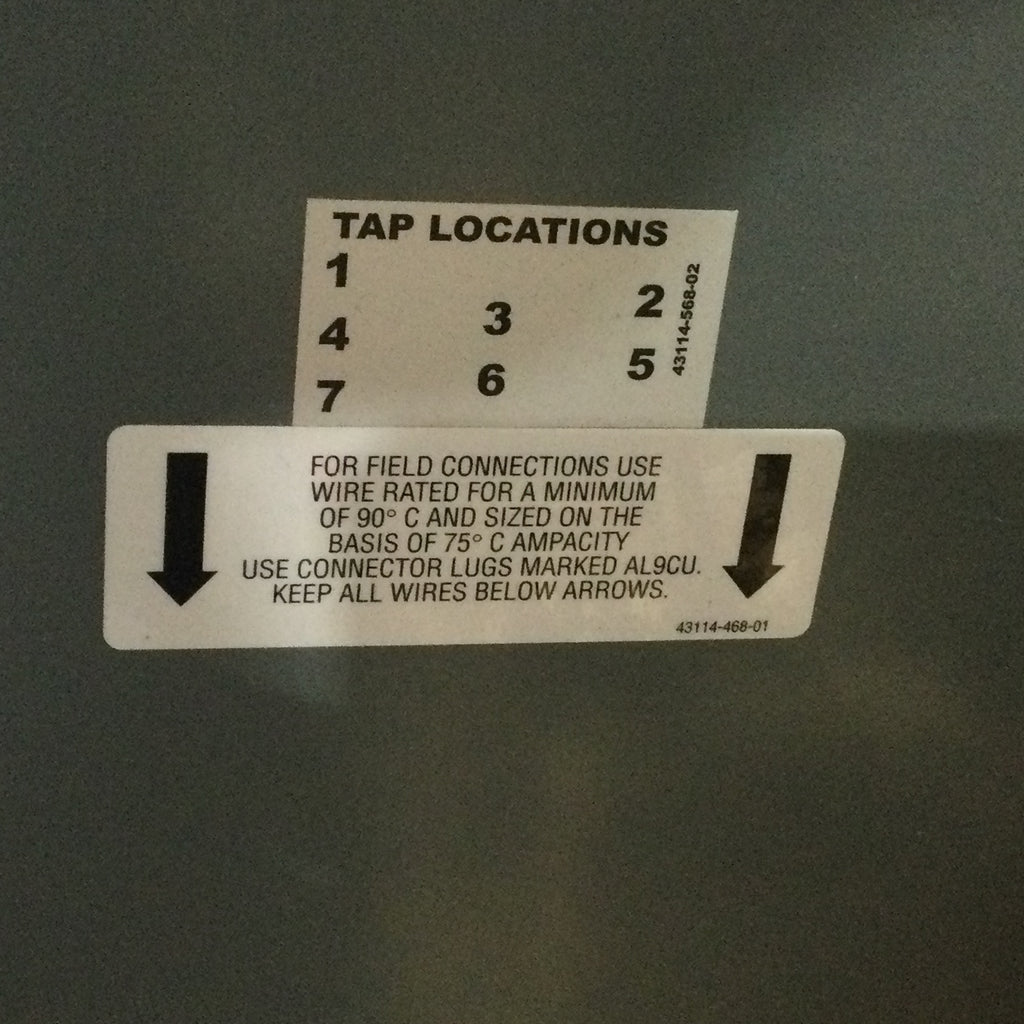 TAP LOCATIONS
1
3 2
4
6 5
7
43114-568-02
FOR FIELD CONNECTIONS USE
WIRE RATED FOR A MINIMUM
OF 90° C AND SIZED ON THE
BASIS OF 75° C AMPACITY
USE CONNECTOR LUGS MARKED AL9CU.
KEEP ALL WIRES BELOW ARROWS.
43114-468-01